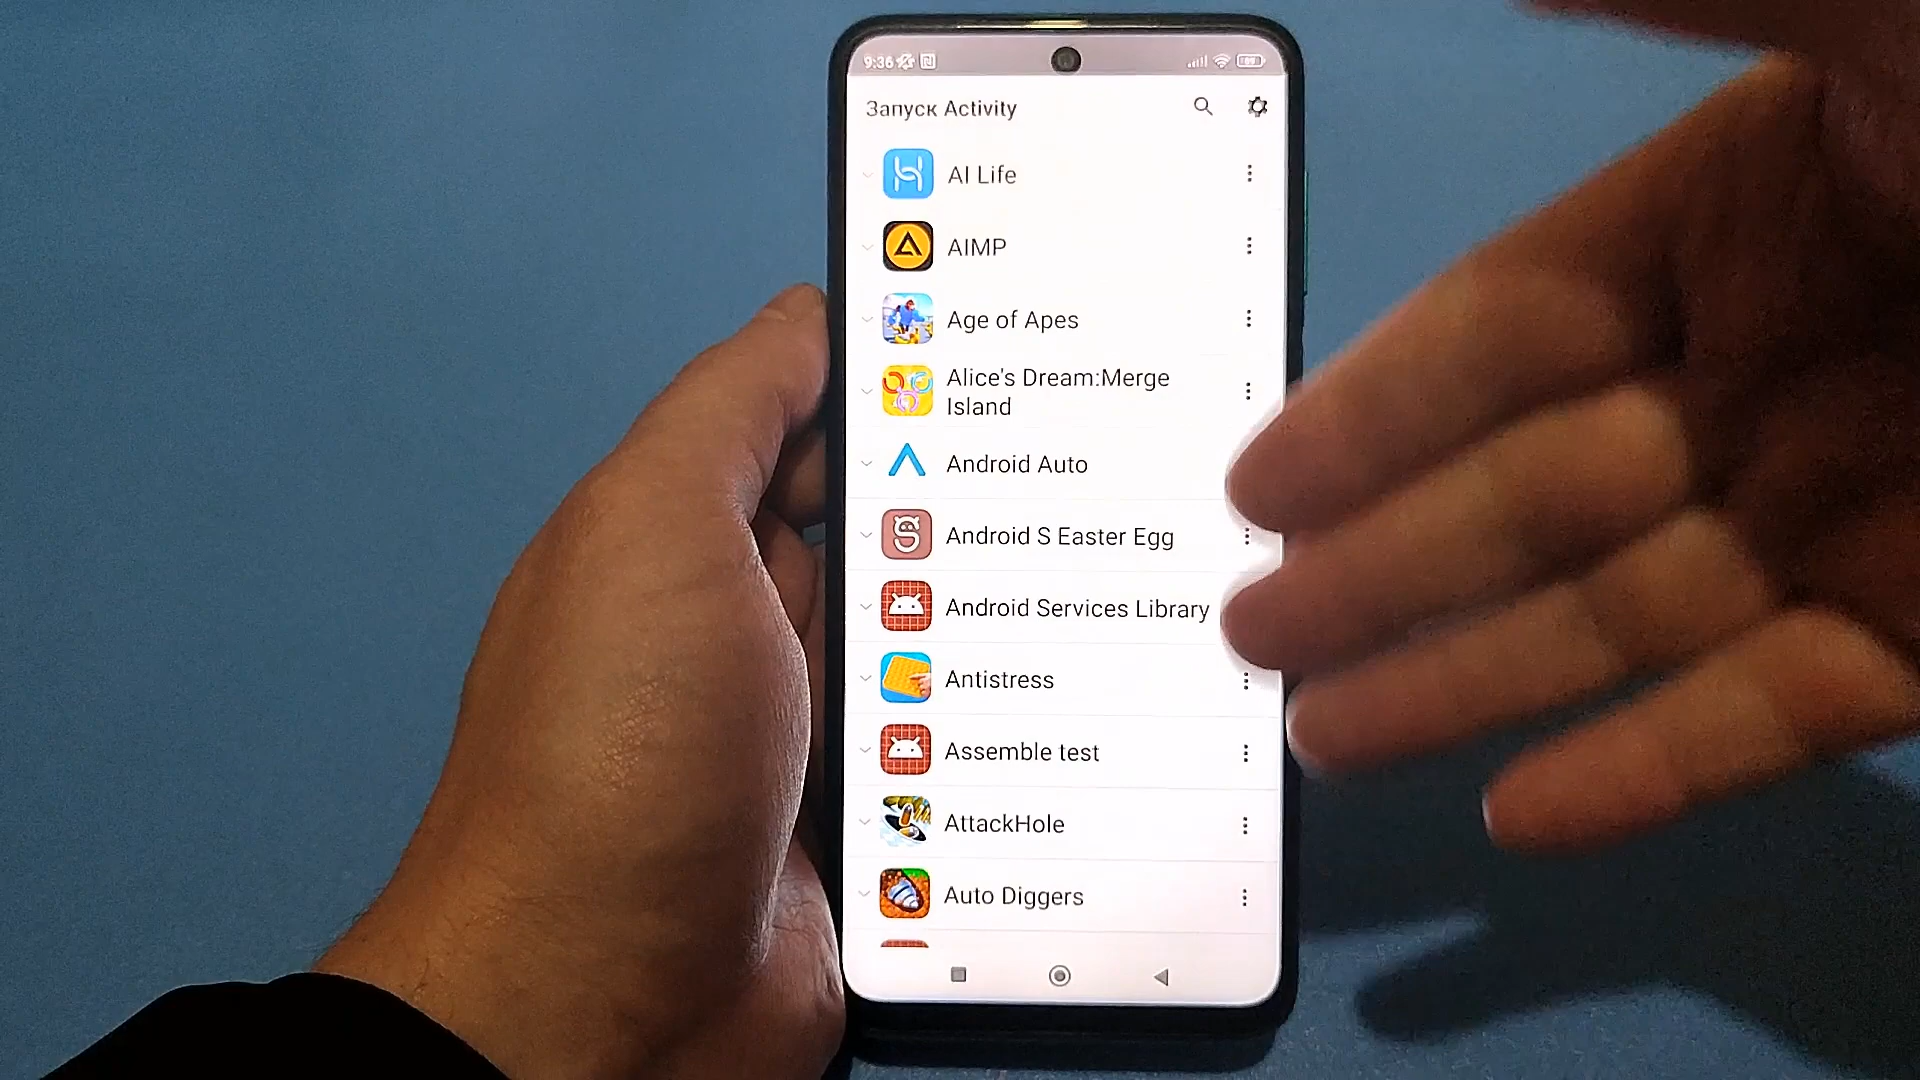 9:36
Запуск Activity
AI Life
AIMP
Age of Apes
Alice's Dream:Merge
Island
Android Auto
Android S Easter Egg
Android Services Library
Antistress
Assemble test
AttackHole
Auto Diggers